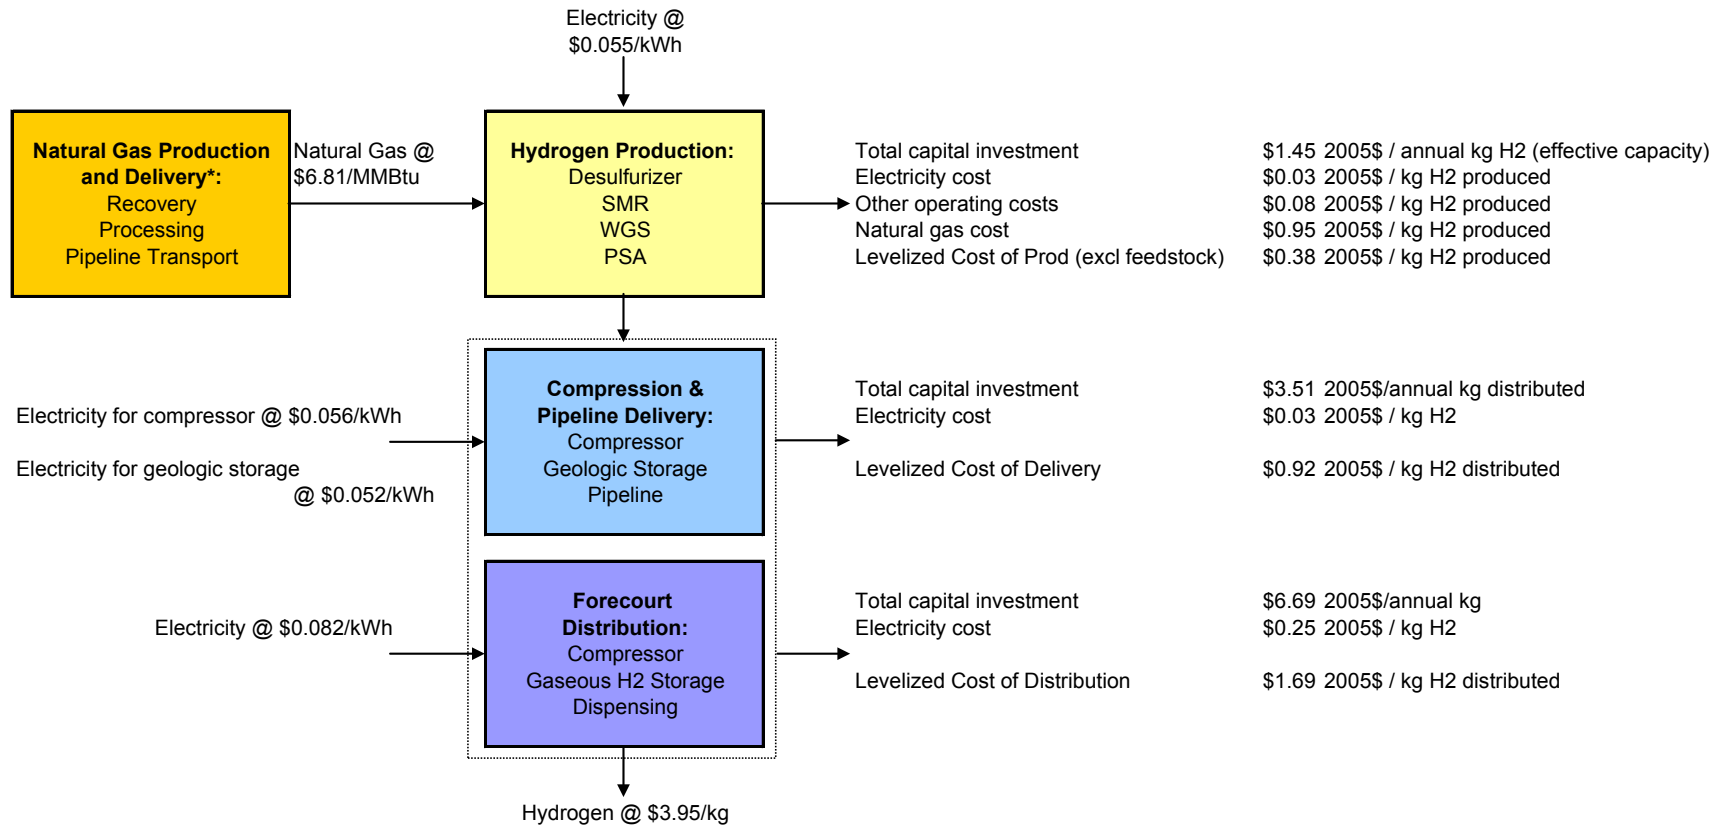 Electricity @
$0.055/kWh
Natural Gas Production
and Delivery*:
Recovery
Processing
Pipeline Transport
Natural Gas @
$6.81/MMBtu
Hydrogen Production:
Desulfurizer
SMR
WGS
PSA
Total capital investment $1.45 2005$ / annual kg H2 (effective capacity)
Electricity cost $0.03 2005$ / kg H2 produced
Other operating costs $0.08 2005$ / kg H2 produced
Natural gas cost $0.95 2005$ / kg H2 produced
Levelized Cost of Prod (excl feedstock) $0.38 2005$ / kg H2 produced
Electricity for compressor @ $0.056/kWh
Electricity for geologic storage
@ $0.052/kWh
Compression &
Pipeline Delivery:
Compressor
Geologic Storage
Pipeline
Total capital investment $3.51 2005$/annual kg distributed
Electricity cost $0.03 2005$ / kg H2
Levelized Cost of Delivery $0.92 2005$ / kg H2 distributed
Electricity @ $0.082/kWh
Forecourt
Distribution:
Compressor
Gaseous H2 Storage
Dispensing
Total capital investment $6.69 2005$/annual kg
Electricity cost $0.25 2005$ / kg H2
Levelized Cost of Distribution $1.69 2005$ / kg H2 distributed
Hydrogen @ $3.95/kg